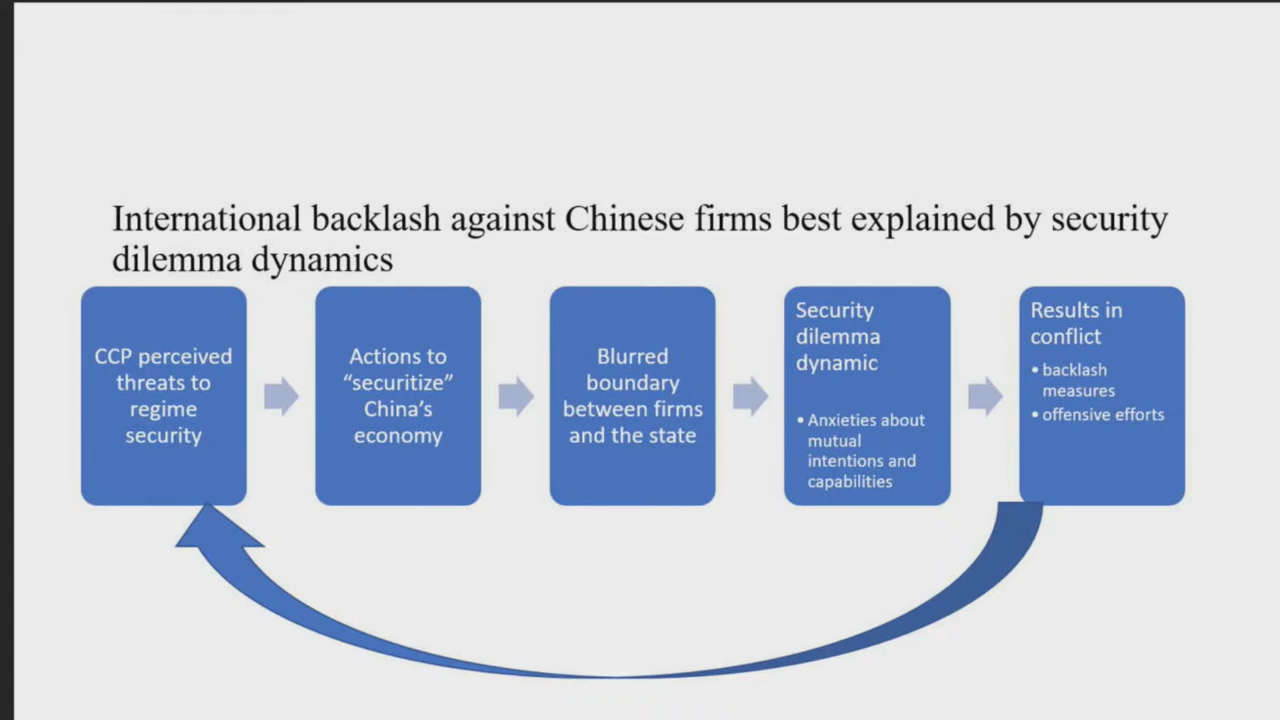 International backlash against Chinese firms best explained by security
dilemma dynamics
CCP perceived
threats to
regime
security
Actions to
“securitize”
China’s
economy
Blurred
boundary
between firms
and the state
Security
dilemma
dynamic
• Anxieties about
mutual
intentions and
capabilities
Results in
conflict
• backlash
measures
• offensive efforts